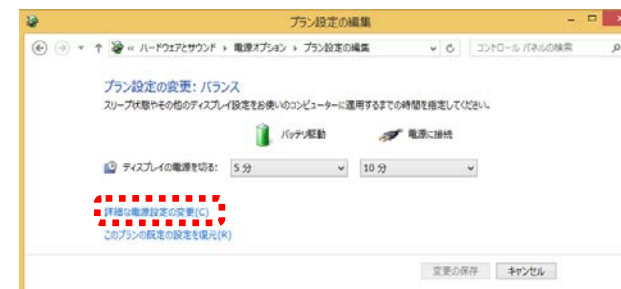 プラン設定の編集
« ハードウェアとサウンド ▸ 電源オプション ▸ プラン設定の編集 コントロール パネルの検索
プラン設定の変更: バランス
スリープ状態やその他のディスプレイ設定をお使いのコンピューターに適用するまでの時間を指定してください。
バッテリ駆動 電源に接続
ディスプレイの電源を切る: 5 分 10 分
詳細な電源設定の変更(C)
このプランの既定の設定を復元(R)
変更の保存 キャンセル